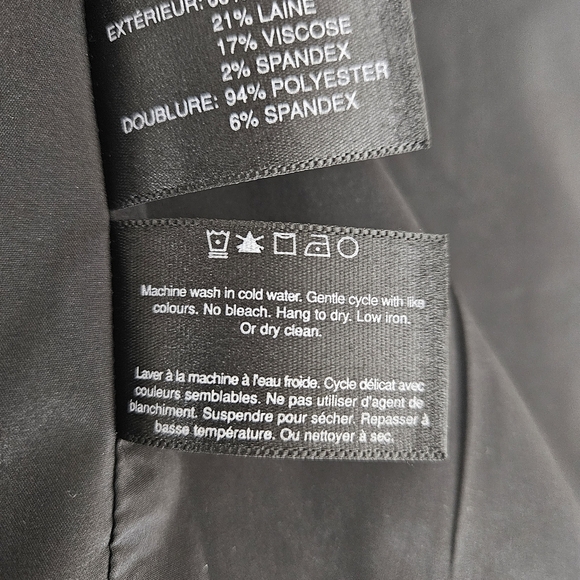 EXTÉRIEUR:
21% LAINE
17% VISCOSE
2% SPANDEX
DOUBLURE: 94% POLYESTER
6% SPANDEX
Machine wash in cold water. Gentle cycle with like
colours. No bleach. Hang to dry. Low iron.
Or dry clean.
Laver à la machine à l'eau froide. Cycle délicat avec
couleurs semblables. Ne pas utiliser d'agent de
blanchiment. Suspendre pour sécher. Repasser à
basse température. Ou nettoyer à sec.